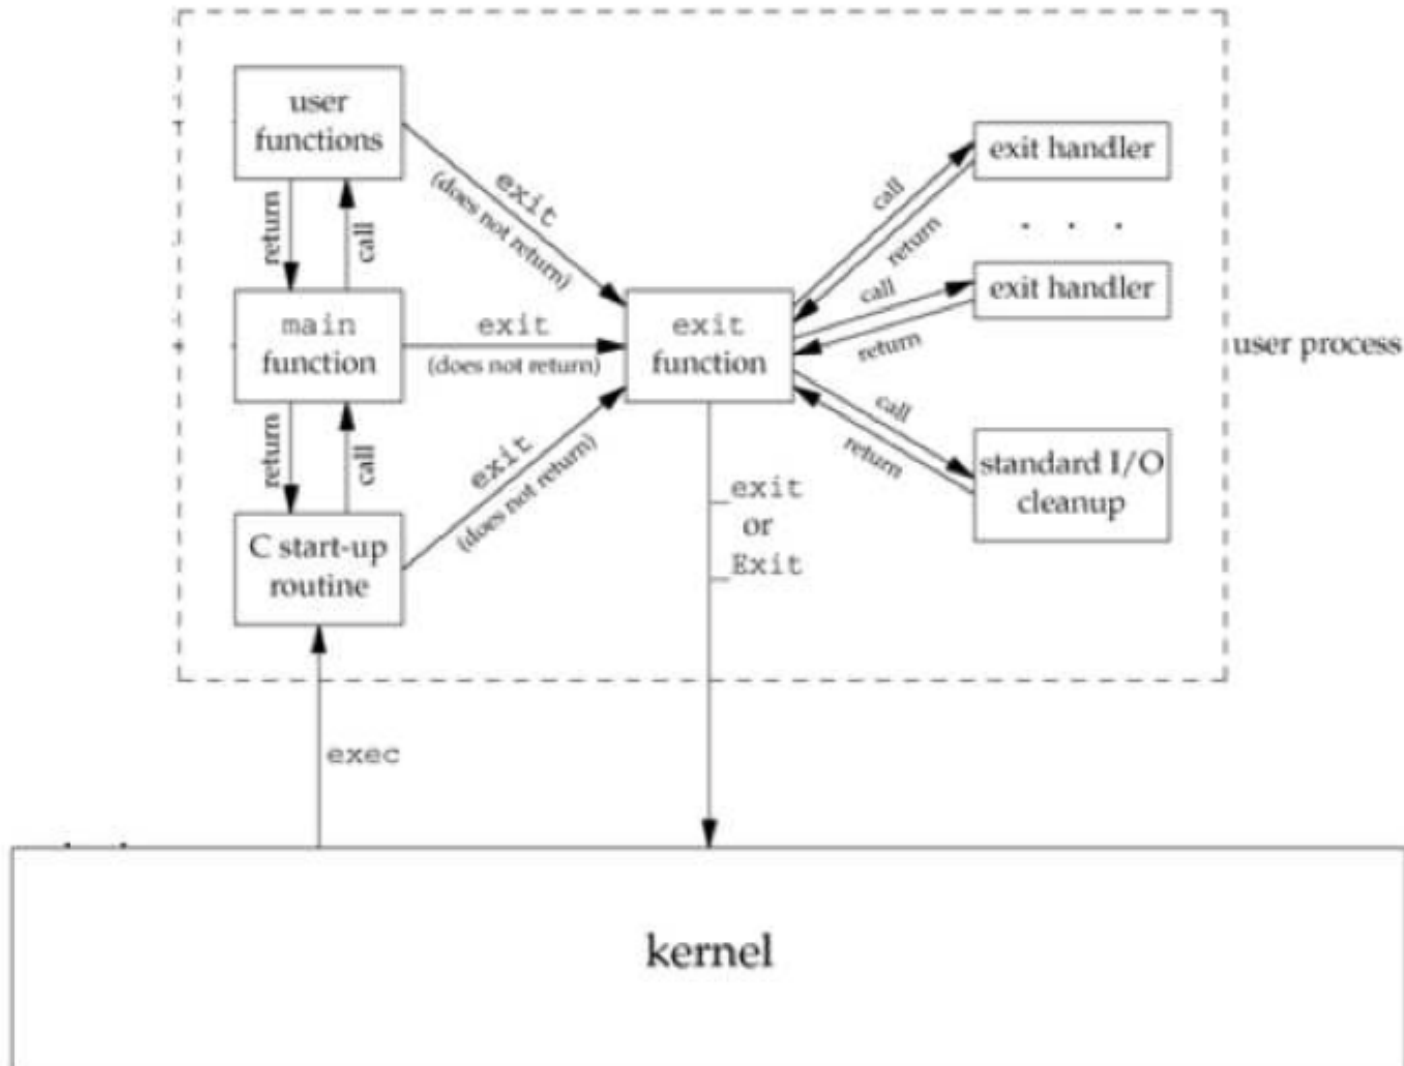 user
functions
exit
(does not return)
return
call
main
function
exit
(does not return)
exit
function
return
call
C start-up
routine
exit
(does not return)
call
return
exit handler
. . .
call
return
exit handler
call
return
standard I/O
cleanup
_exit
or
_Exit
user process
exec
kernel